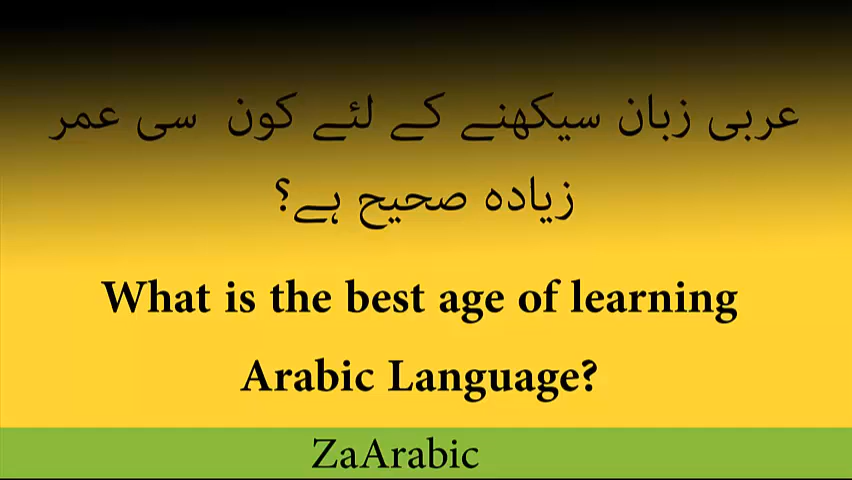 عربی زبان سیکھنے کے لئے کون سی عمر
زیادہ صحیح ہے؟
What is the best age of learning
Arabic Language?
ZaArabic